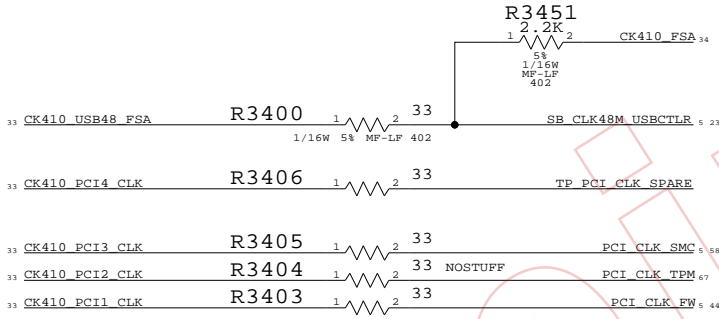 R3451
2.2K
1 2 CK410_FSA 34
5%
1/16W
MF-LF
402
33 CK410_USB48_FSA R3400 1 2 33 SB_CLK48M_USBCTLR 5 23
1/16W 5% MF-LF 402
33 CK410_PCI4_CLK R3406 1 2 33 TP_PCI_CLK_SPARE
33 CK410_PCI3_CLK R3405 1 2 33 PCI_CLK_SMC 5 58
33 CK410_PCI2_CLK R3404 1 2 33 NOSTUFF PCI_CLK_TPM 67
33 CK410_PCI1_CLK R3403 1 2 33 PCI_CLK_FW 5 44